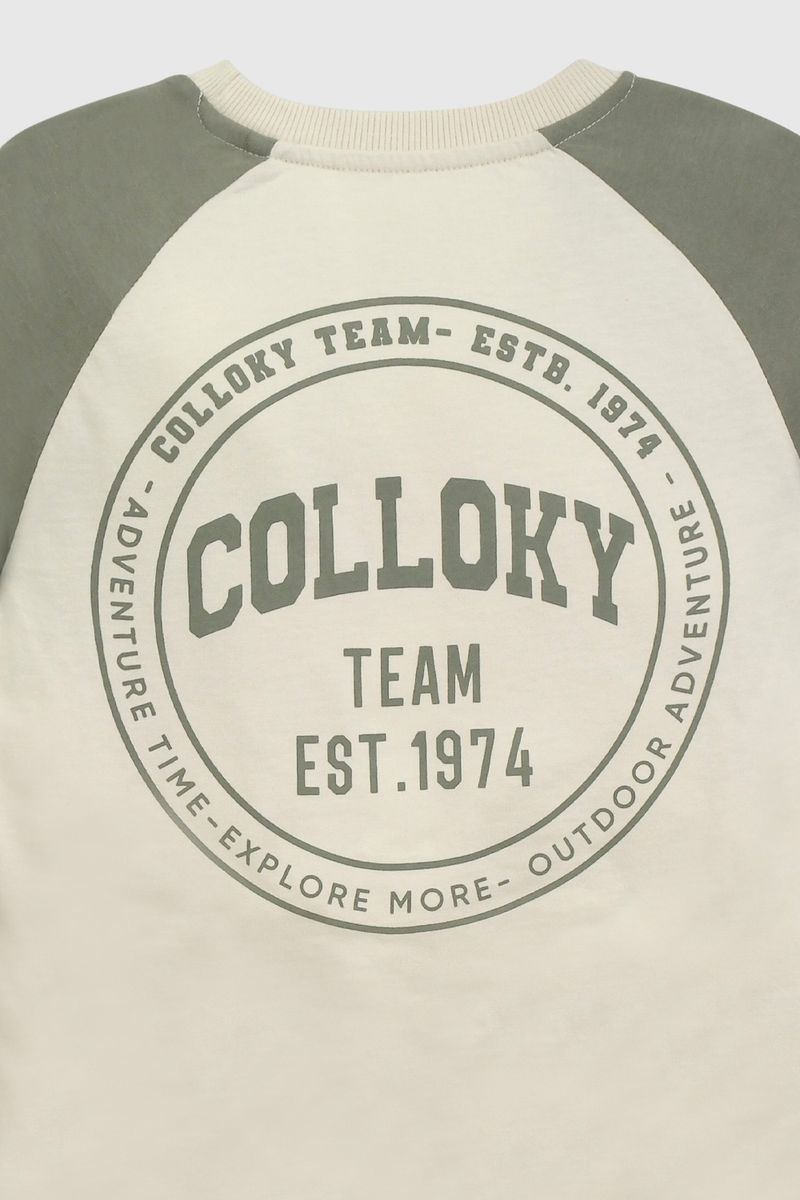 COLLOKY TEAM- ESTB. 1974 -
COLLOKY
TEAM
EST.1974
- ADVENTURE TIME-EXPLORE MORE- OUTDOOR ADVENTURE